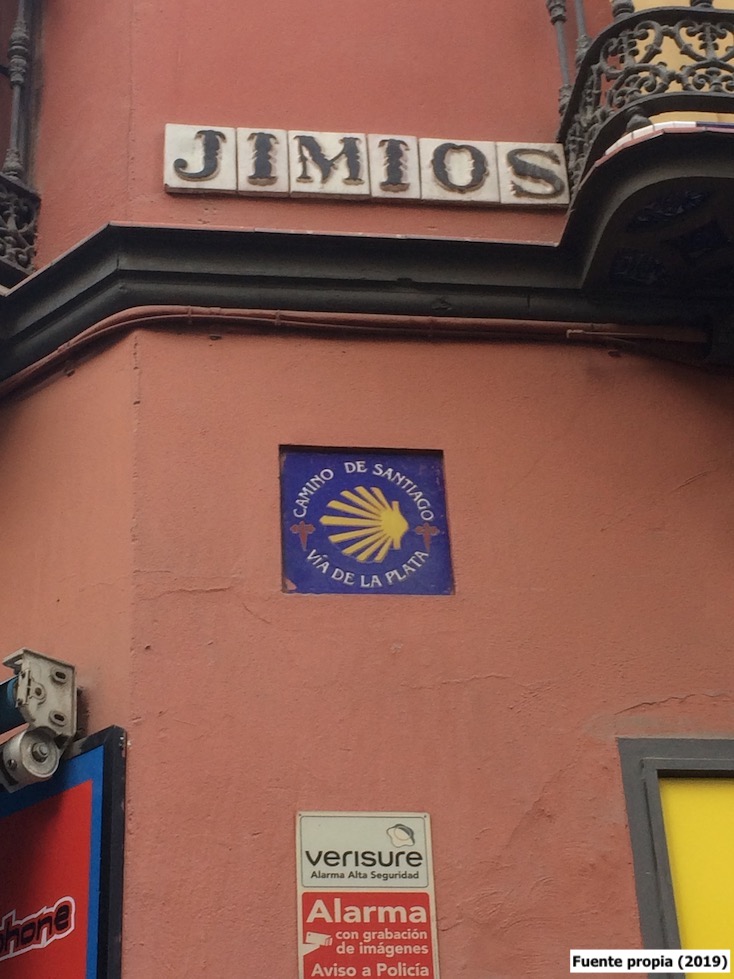 JIMIOS
CAMINO DE SANTIAGO
VÍA DE LA PLATA
verisure
Alarma Alta Seguridad
Alarma
con grabación
de imágenes
Aviso a Policía
phone
Fuente propia (2019)